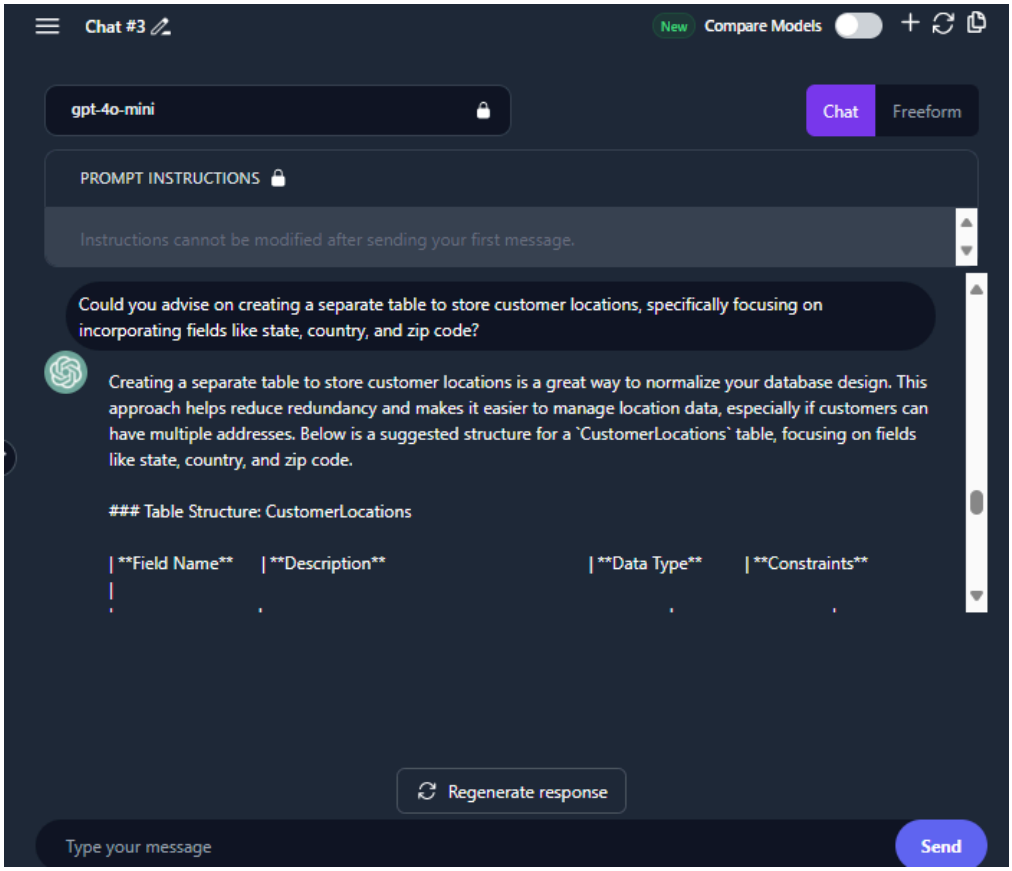 Chat #3
New Compare Models
gpt-4o-mini
Chat Freeform
PROMPT INSTRUCTIONS
Instructions cannot be modified after sending your first message.
Could you advise on creating a separate table to store customer locations, specifically focusing on
incorporating fields like state, country, and zip code?
Creating a separate table to store customer locations is a great way to normalize your database design. This
approach helps reduce redundancy and makes it easier to manage location data, especially if customers can
have multiple addresses. Below is a suggested structure for a `CustomerLocations` table, focusing on fields
like state, country, and zip code.
### Table Structure: CustomerLocations
| **Field Name** | **Description** | **Data Type** | **Constraints**
|
Regenerate response
Type your message
Send